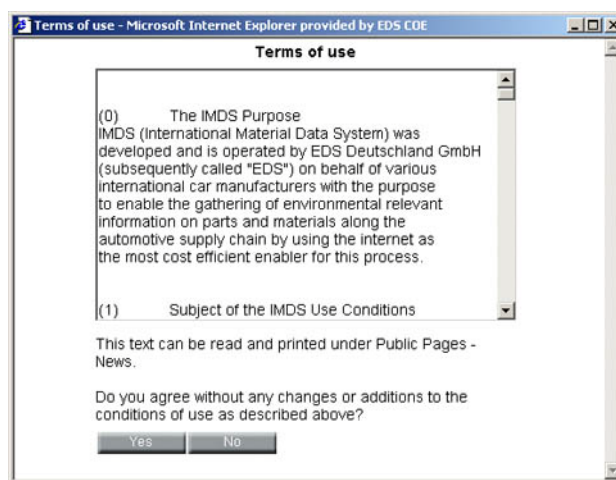 Terms of use - Microsoft Internet Explorer provided by EDS COE
Terms of use
(0) The IMDS Purpose
IMDS (International Material Data System) was
developed and is operated by EDS Deutschland GmbH
(subsequently called "EDS") on behalf of various
international car manufacturers with the purpose
to enable the gathering of environmental relevant
information on parts and materials along the
automotive supply chain by using the internet as
the most cost efficient enabler for this process.
(1) Subject of the IMDS Use Conditions
This text can be read and printed under Public Pages -
News.
Do you agree without any changes or additions to the
conditions of use as described above?
Yes No